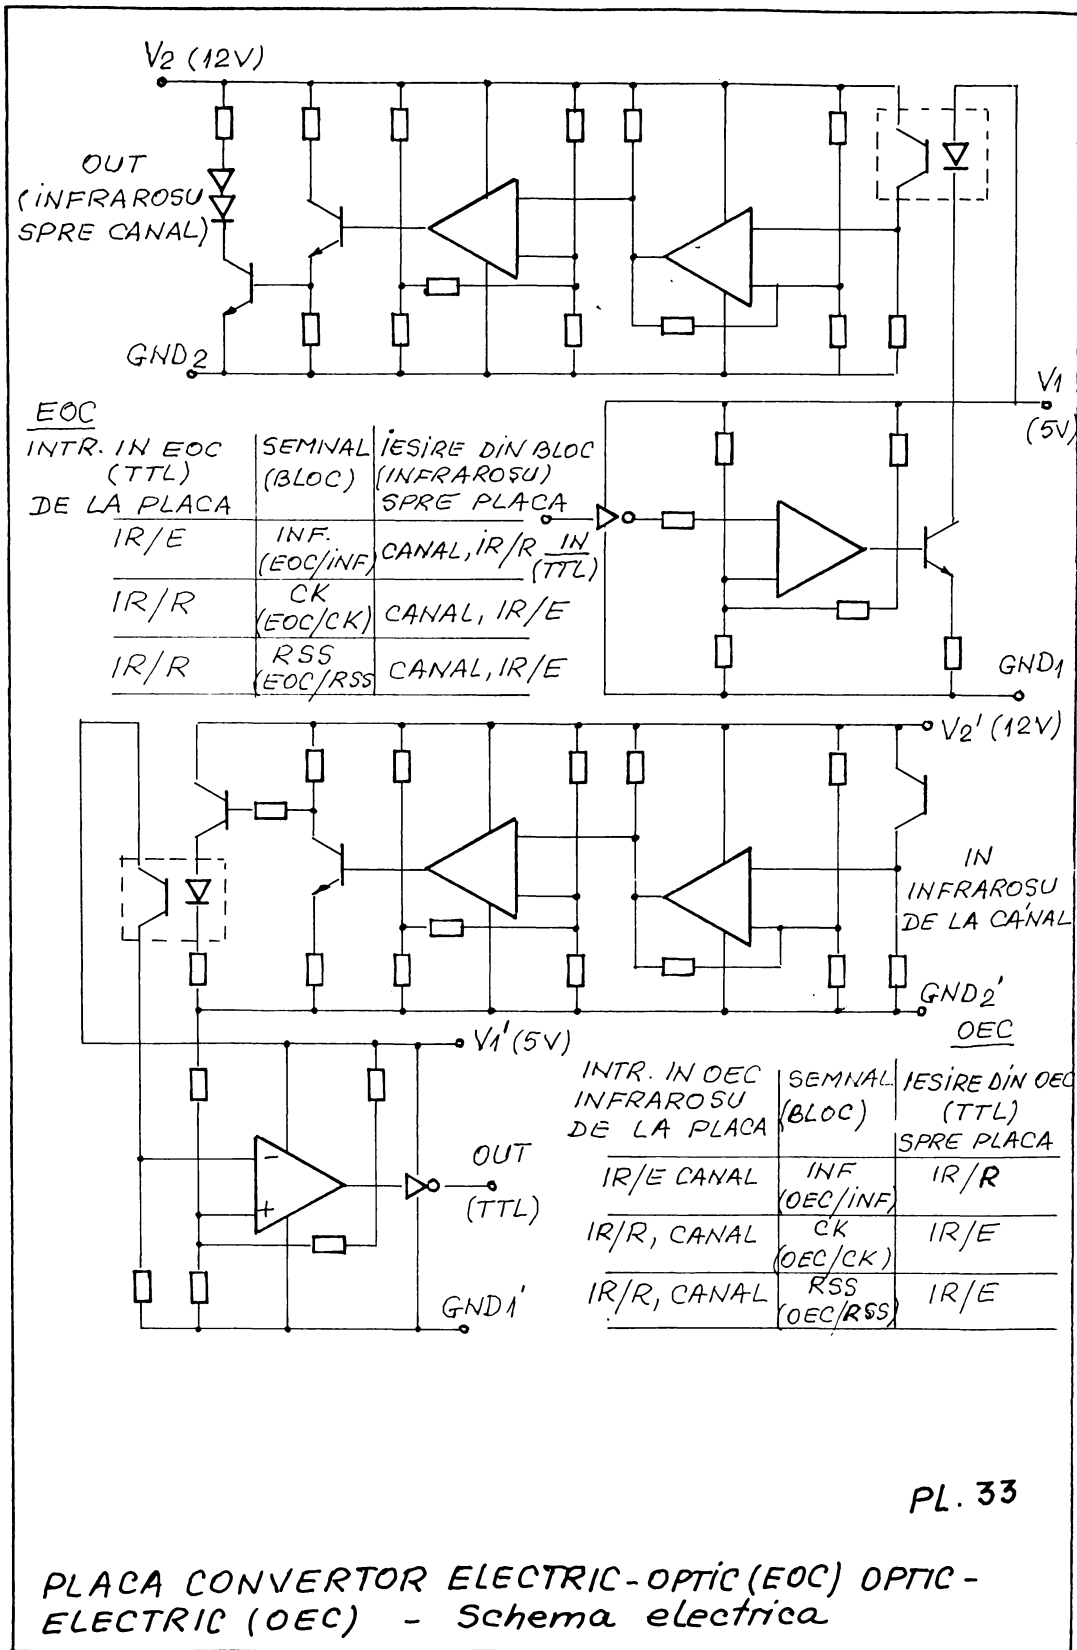 V2 (12V)
OUT
(INFRAROSU
SPRE CANAL)
GND2
V1
(5V)
EOC
INTR. IN EOC
(TTL)
DE LA PLACA
SEMNAL
(BLOC)
IESIRE DIN BLOC
(INFRAROȘU)
SPRE PLACA
IR/E
INF.
(EOC/INF)
CANAL, IR/R
IN
(TTL)
IR/R
CK
(EOC/CK)
CANAL, IR/E
IR/R
RSS
(EOC/RSS
CANAL, IR/E
GND1
V2' (12V)
IN
INFRAROSU
DE LA CANAL
GND2'
V1' (5V)
OEC
INTR. IN OEC
INFRAROSU
DE LA PLACA
SEMNAL
(BLOC)
IESIRE DIN OEC
(TTL)
SPRE PLACA
-
+
OUT
(TTL)
IR/E CANAL
INF
(OEC/INF)
IR/R
IR/R, CANAL
CK
(OEC/CK)
IR/E
IR/R, CANAL
RSS
(OEC/RSS)
IR/E
GND1'
PL. 33
PLACA CONVERTOR ELECTRIC-OPTIC (EOC) OPTIC-
ELECTRIC (OEC) - Schema electrica